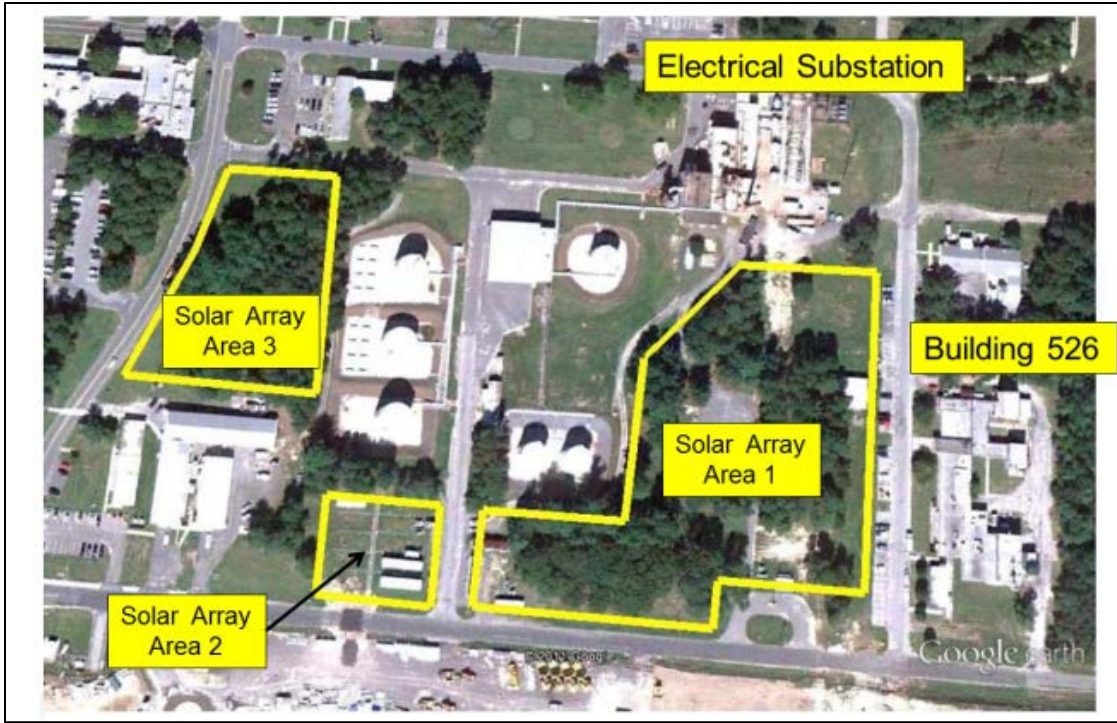 Electrical Substation
Solar Array
Area 3
Building 526
Solar Array
Area 1
Solar Array
Area 2
Google earth